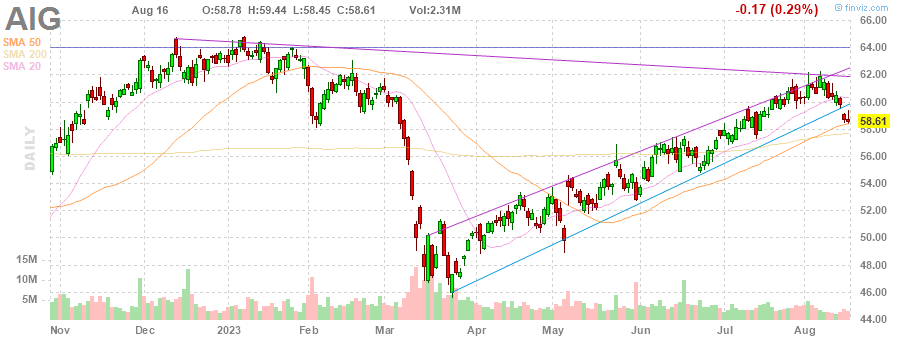 AIG
Aug 16 O:58.78 H:59.44 L:58.45 C:58.61 Vol:2.31M -0.17 (0.29%) © finviz.com
SMA 50
SMA 200
SMA 20
DAILY
15M
10M
5M
66.00
64.00
62.00
60.00
58.61
58.00
56.00
54.00
52.00
50.00
48.00
46.00
44.00
Nov Dec 2023 Feb Mar Apr May Jun Jul Aug